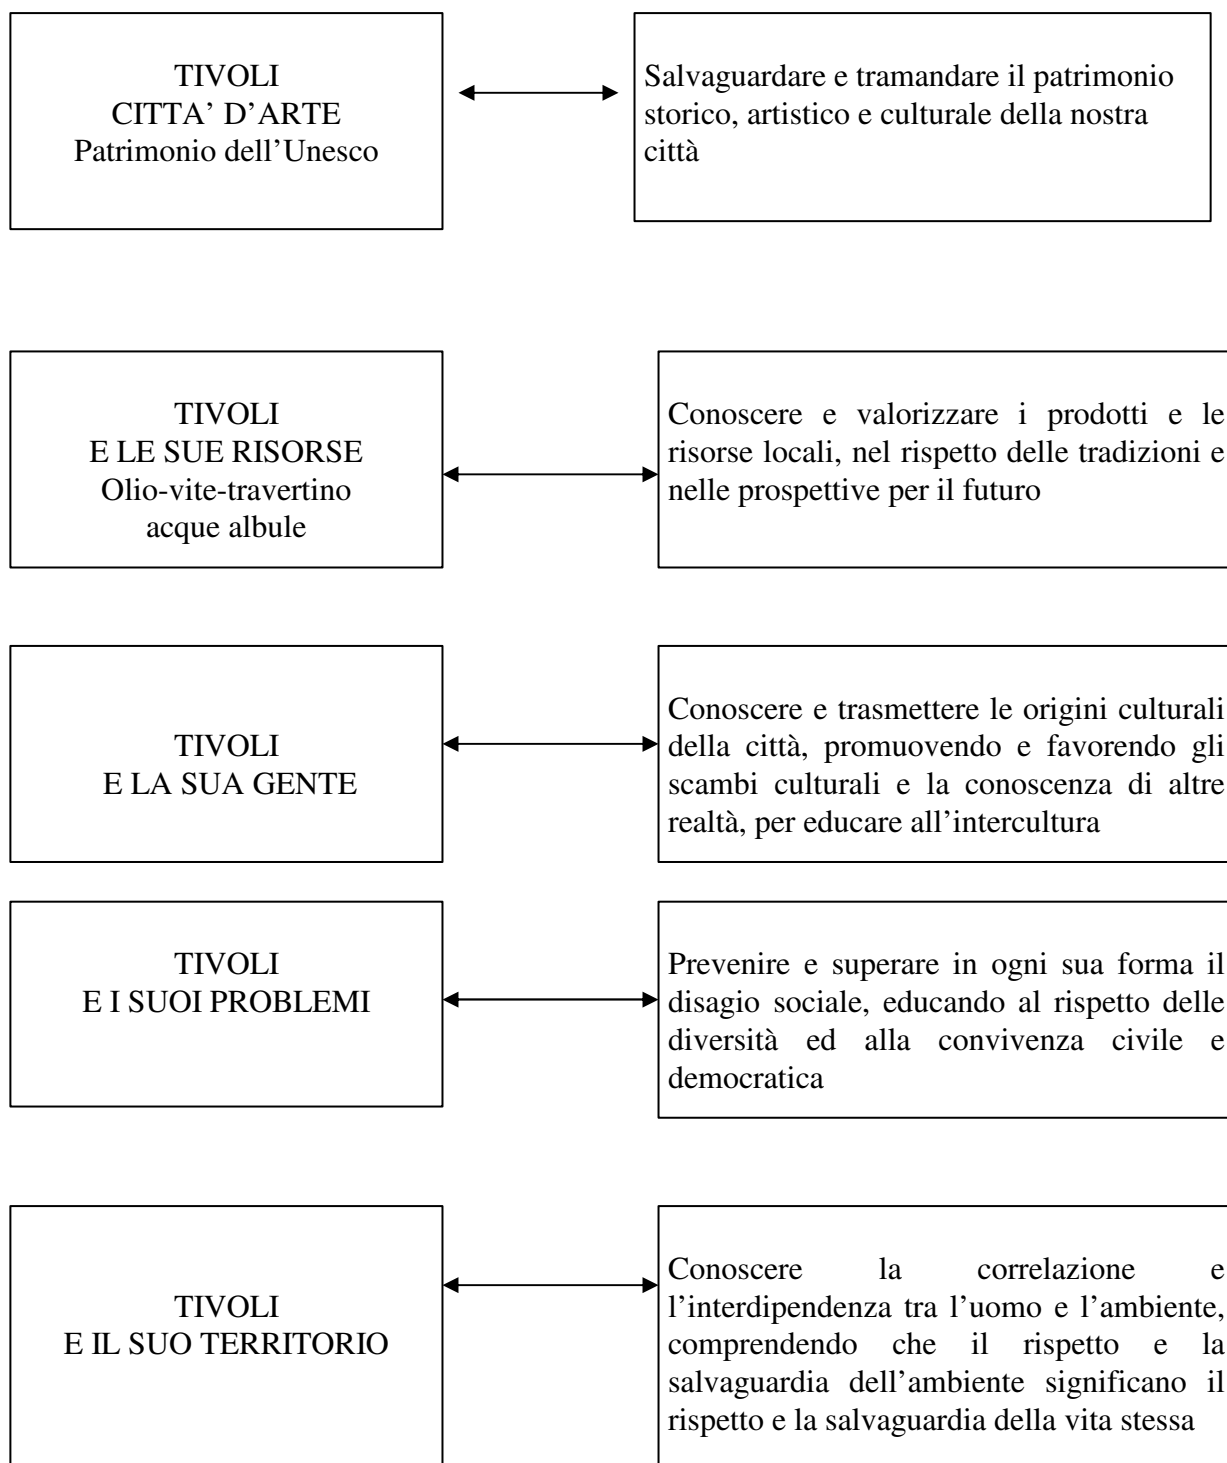 TIVOLI
CITTA’ D’ARTE
Patrimonio dell’Unesco
Salvaguardare e tramandare il patrimonio
storico, artistico e culturale della nostra
città
TIVOLI
E LE SUE RISORSE
Olio-vite-travertino
acque albule
Conoscere e valorizzare i prodotti e le
risorse locali, nel rispetto delle tradizioni e
nelle prospettive per il futuro
TIVOLI
E LA SUA GENTE
Conoscere e trasmettere le origini culturali
della città, promuovendo e favorendo gli
scambi culturali e la conoscenza di altre
realtà, per educare all’intercultura
TIVOLI
E I SUOI PROBLEMI
Prevenire e superare in ogni sua forma il
disagio sociale, educando al rispetto delle
diversità ed alla convivenza civile e
democratica
TIVOLI
E IL SUO TERRITORIO
Conoscere la correlazione e
l’interdipendenza tra l’uomo e l’ambiente,
comprendendo che il rispetto e la
salvaguardia dell’ambiente significano il
rispetto e la salvaguardia della vita stessa